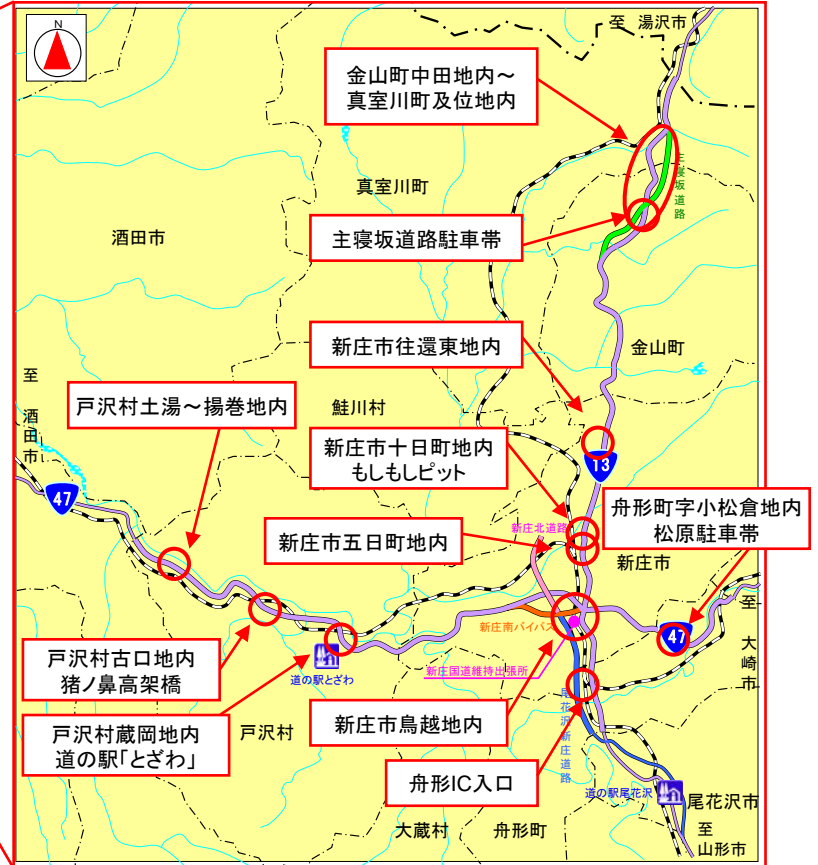 N
至 湯沢市
金山町中田地内～
真室川町及位地内
主寝坂道路
真室川町
酒田市
主寝坂道路駐車帯
新庄市往還東地内
金山町
至 酒田市
戸沢村土湯～揚巻地内
鮭川村
新庄市十日町地内
もしもしピット
13
47
舟形町字小松倉地内
松原駐車帯
新庄北道路
新庄市五日町地内
新庄市
至 大崎市
新庄南バイパス
47
戸沢村古口地内
猪ノ鼻高架橋
道の駅とざわ
新庄国道維持出張所
戸沢村蔵岡地内
道の駅「とざわ」
戸沢村
新庄市鳥越地内
尾花沢新庄道路
舟形IC入口
道の駅尾花沢
尾花沢市
大蔵村
舟形町
至
山形市